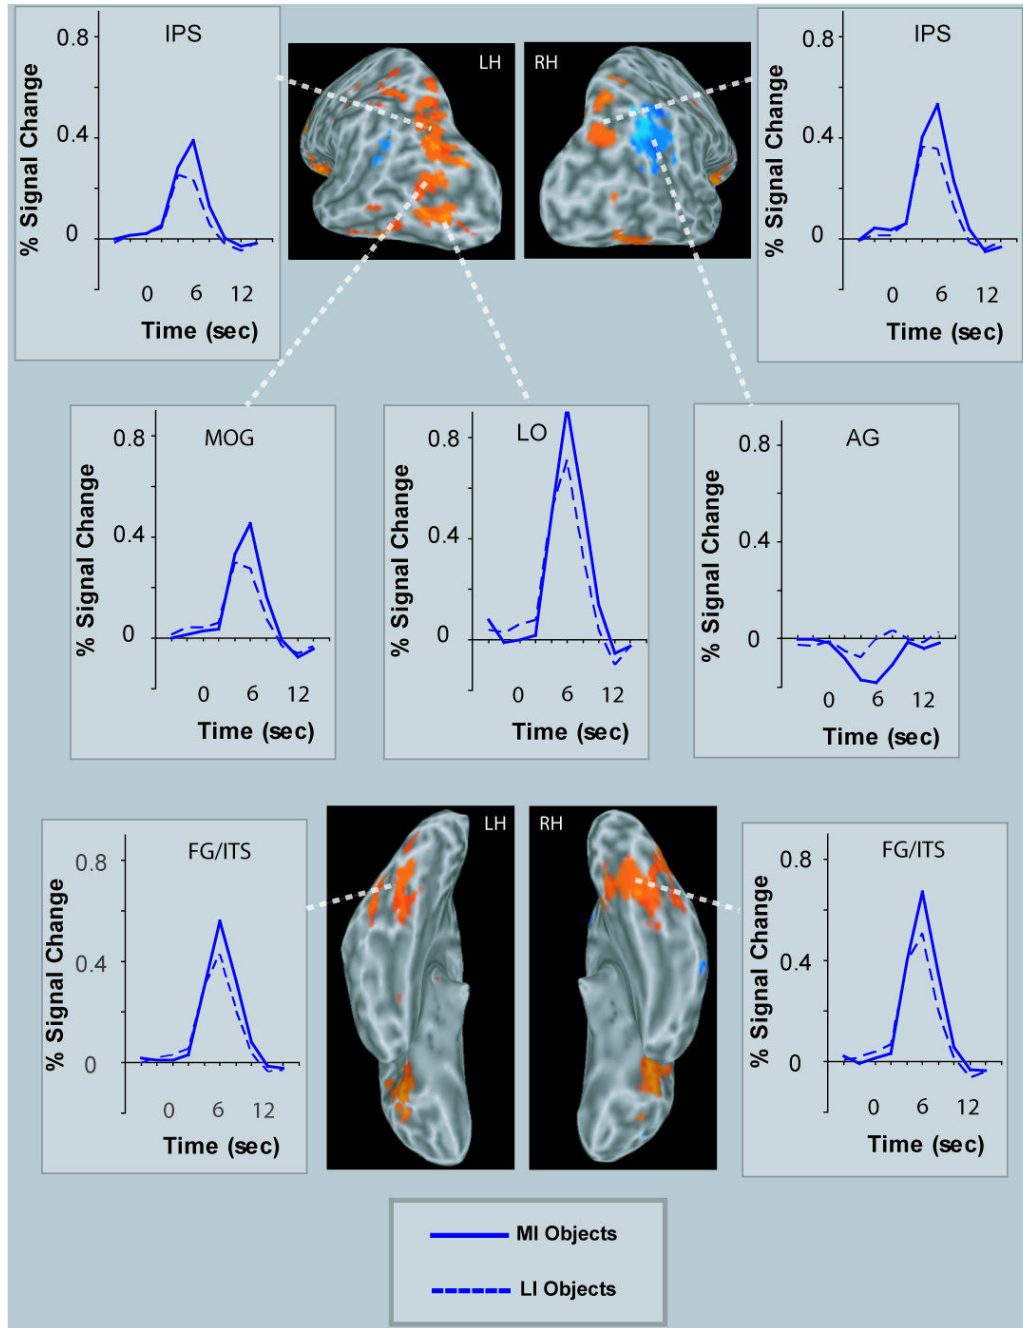 IPS
0.8
0.4
0
% Signal Change
0 6 12
Time (sec)
LH
RH
IPS
0.8
0.4
0
% Signal Change
0 6 12
Time (sec)
MOG
0.8
0.4
0
% Signal Change
0 6 12
Time (sec)
LO
0.8
0.4
0
% Signal Change
0 6 12
Time (sec)
AG
0.8
0.4
0
% Signal Change
0 6 12
Time (sec)
FG/ITS
0.8
0.4
0
% Signal Change
0 6 12
Time (sec)
LH
RH
FG/ITS
0.8
0.4
0
% Signal Change
0 6 12
Time (sec)
MI Objects
LI Objects